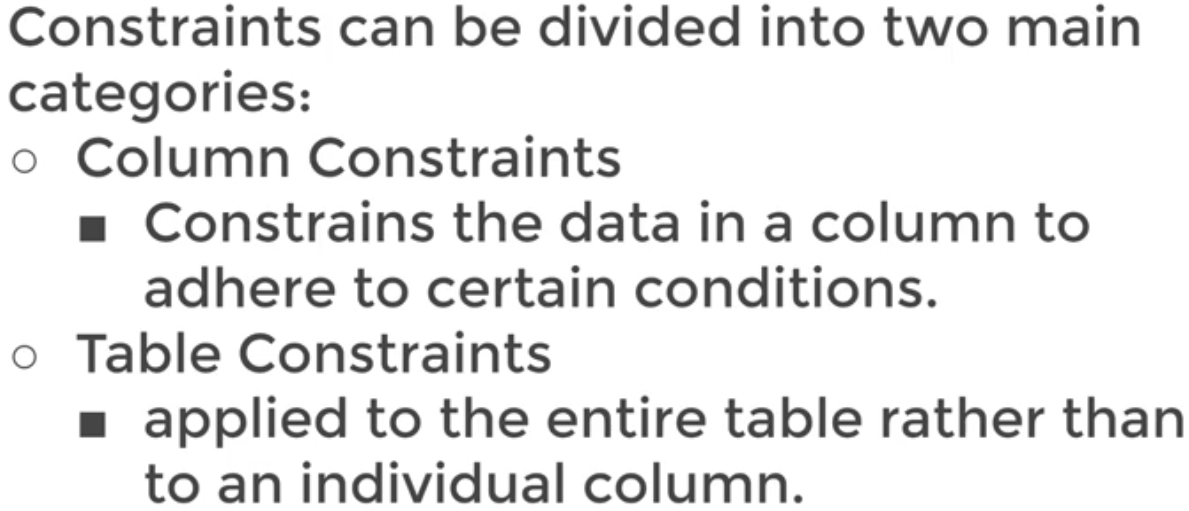 Constraints can be divided into two main
categories:
○ Column Constraints
■ Constrains the data in a column to
adhere to certain conditions.
○ Table Constraints
■ applied to the entire table rather than
to an individual column.